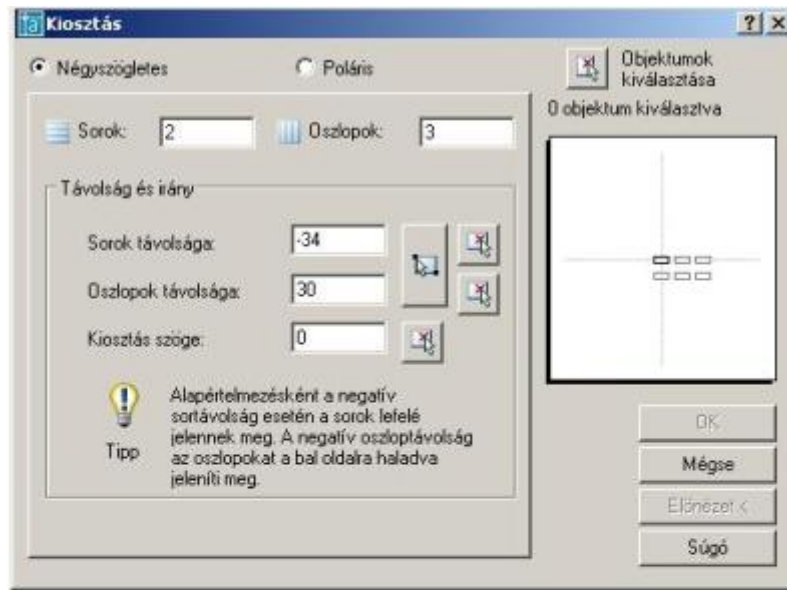 Kiosztás
Négyszögletes
Poláris
Objektumok
kiválasztása
0 objektum kiválasztva
Sorok:
2
Oszlopok:
3
Távolság és irány
Sorok távolsága:
-34
Oszlopok távolsága:
30
Kiosztás szöge:
0
Tipp
Alapértelmezésként a negatív
sortávolság esetén a sorok lefelé
jelennek meg. A negatív oszloptávolság
az oszlopokat a bal oldalra haladva
jeleníti meg.
OK
Mégse
Előnézet <
Súgó